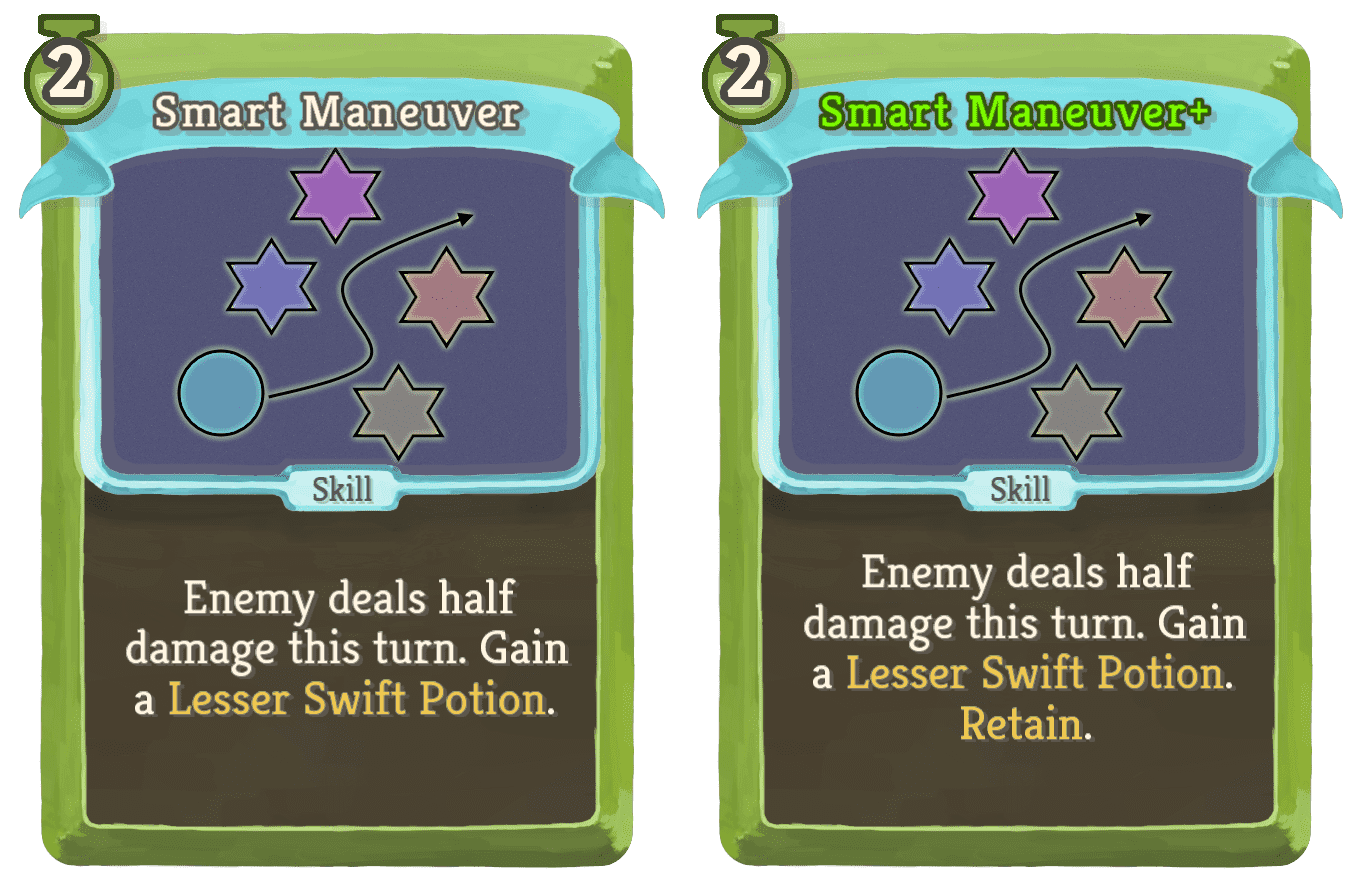 2
Smart Maneuver
Skill
Enemy deals half
damage this turn. Gain
a Lesser Swift Potion.
2
Smart Maneuver+
Skill
Enemy deals half
damage this turn. Gain
a Lesser Swift Potion.
Retain.